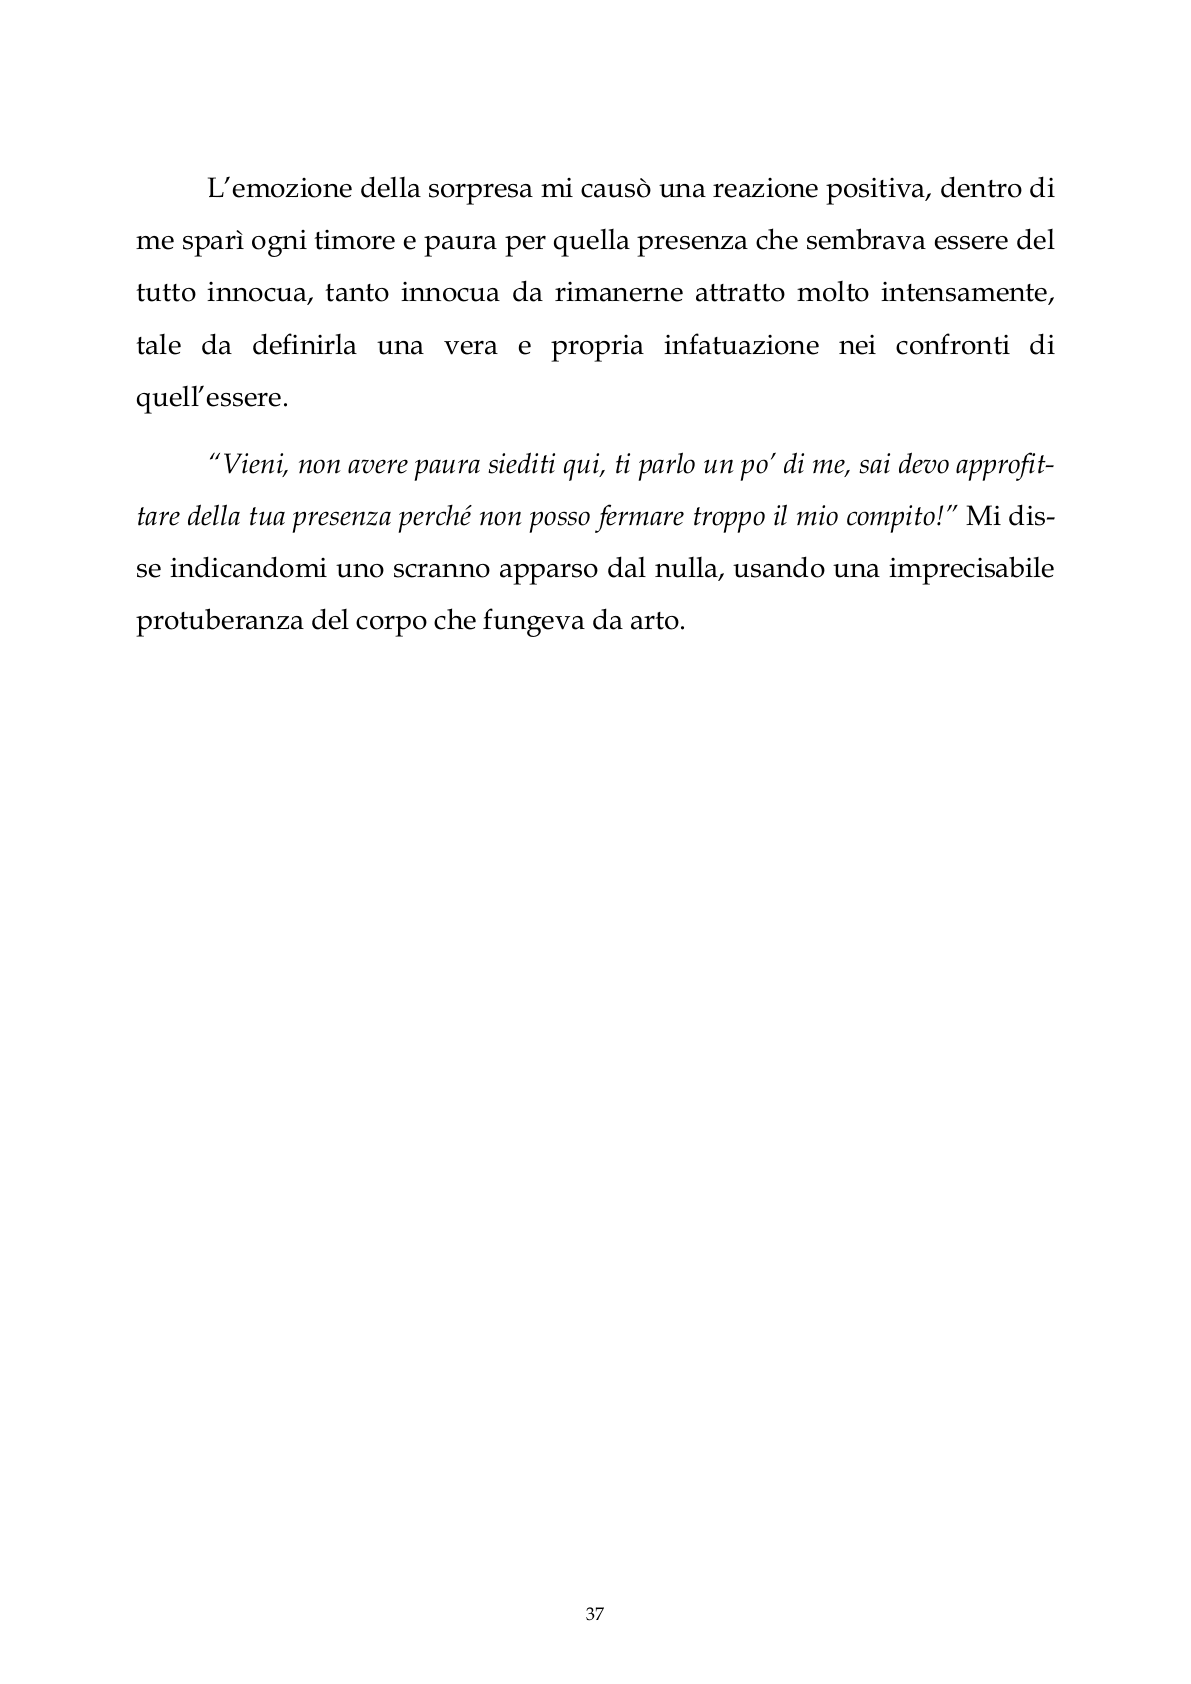 L’emozione della sorpresa mi causò una reazione positiva, dentro di
me sparì ogni timore e paura per quella presenza che sembrava essere del
tutto innocua, tanto innocua da rimanerne attratto molto intensamente,
tale da definirla una vera e propria infatuazione nei confronti di
quell’essere.
“Vieni, non avere paura siediti qui, ti parlo un po’ di me, sai devo approfit-
tare della tua presenza perché non posso fermare troppo il mio compito!” Mi dis-
se indicandomi uno scranno apparso dal nulla, usando una imprecisabile
protuberanza del corpo che fungeva da arto.
37